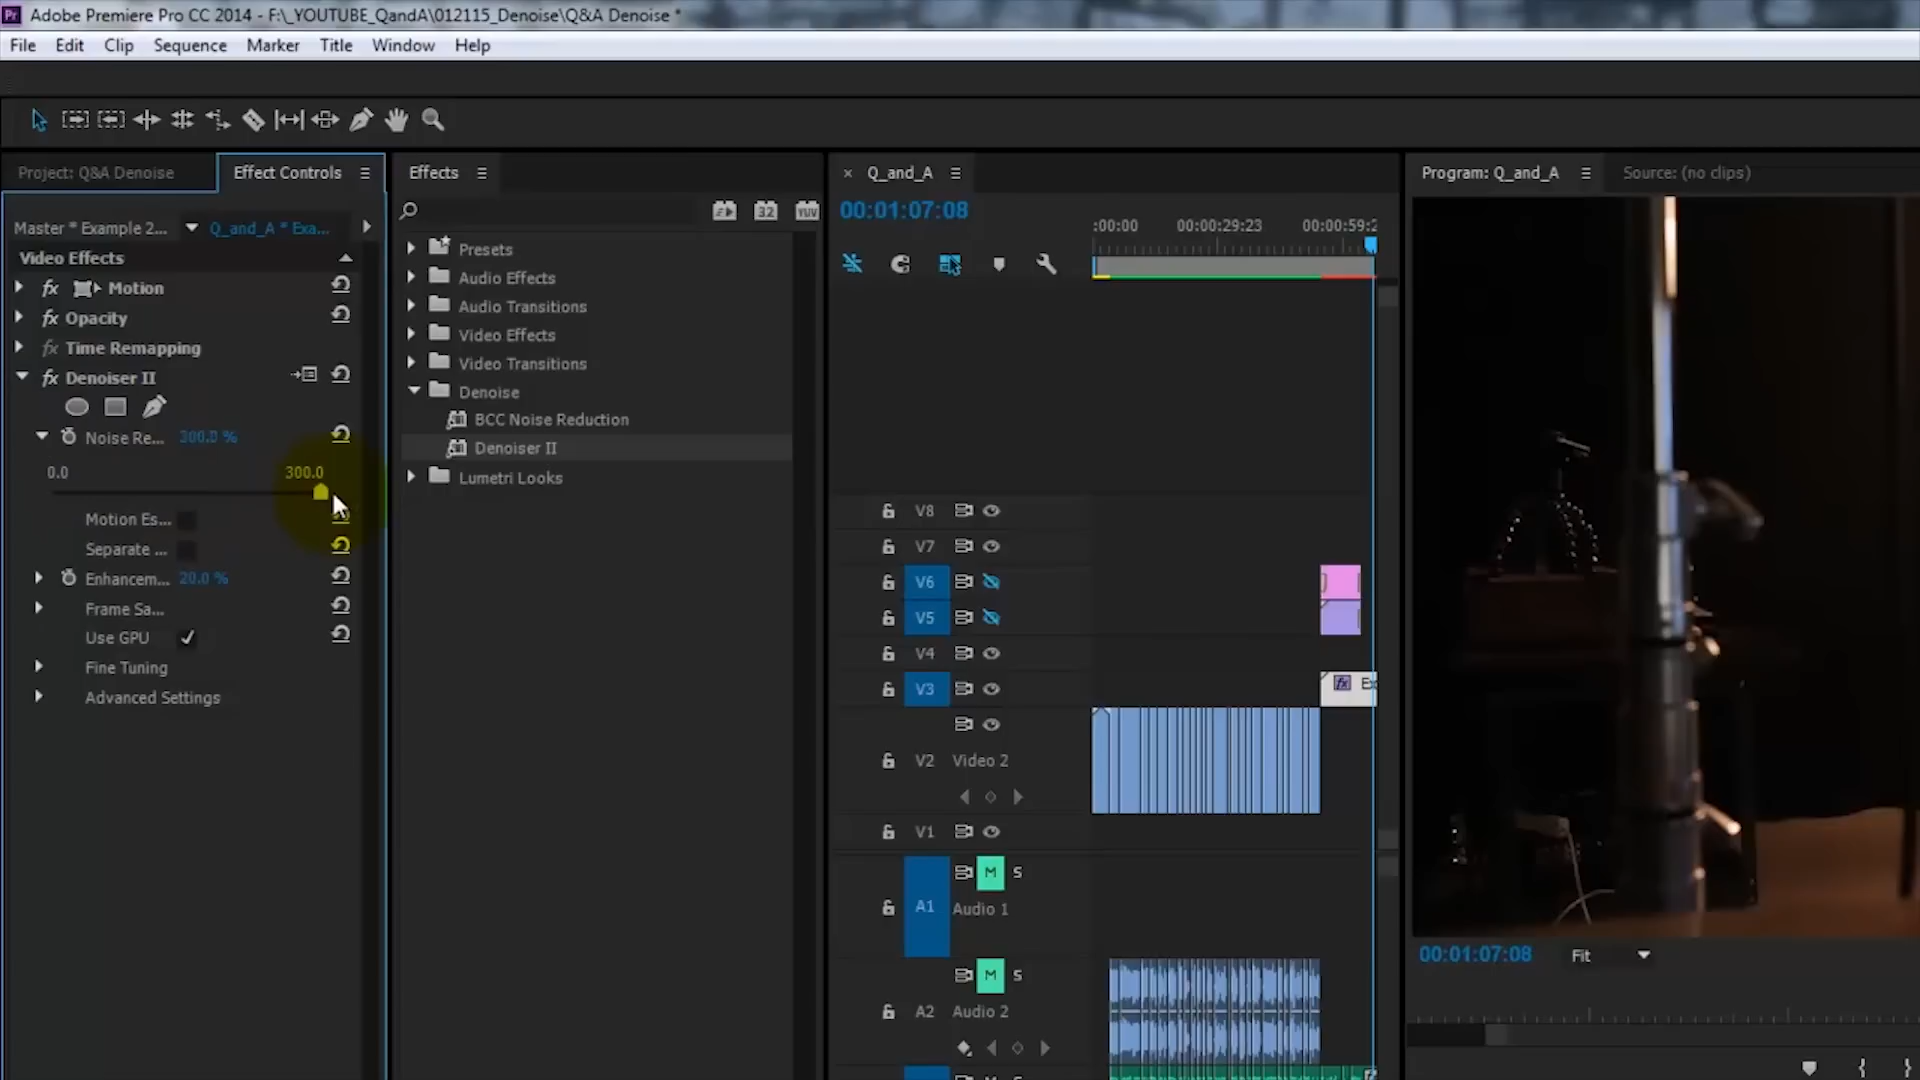 Adobe Premiere Pro CC 2014 - F:\_YOUTUBE_QandA\012115_Denoise\Q&A Denoise *
File Edit Clip Sequence Marker Title Window Help
Project: Q&A Denoise
Effect Controls
Effects
Q_and_A
Program: Q_and_A
Source: (no clips)
Master * Example 2...
Q_and_A * Exa...
Video Effects
fx Motion
fx Opacity
fx Time Remapping
fx Denoiser II
Noise Re... 300.0 %
0.0 300.0
Motion Es...
Separate ...
Enhancem... 20.0 %
Frame Sa...
Use GPU
Fine Tuning
Advanced Settings
32
YUV
Presets
Audio Effects
Audio Transitions
Video Effects
Video Transitions
Denoise
BCC Noise Reduction
Denoiser II
Lumetri Looks
00:01:07:08
:00:00 00:00:29:23 00:00:59:2
V8
V7
V6
V5
V4
V3
fx Ex
V2 Video 2
V1
M S
A1 Audio 1
M S
A2 Audio 2
00:01:07:08 Fit